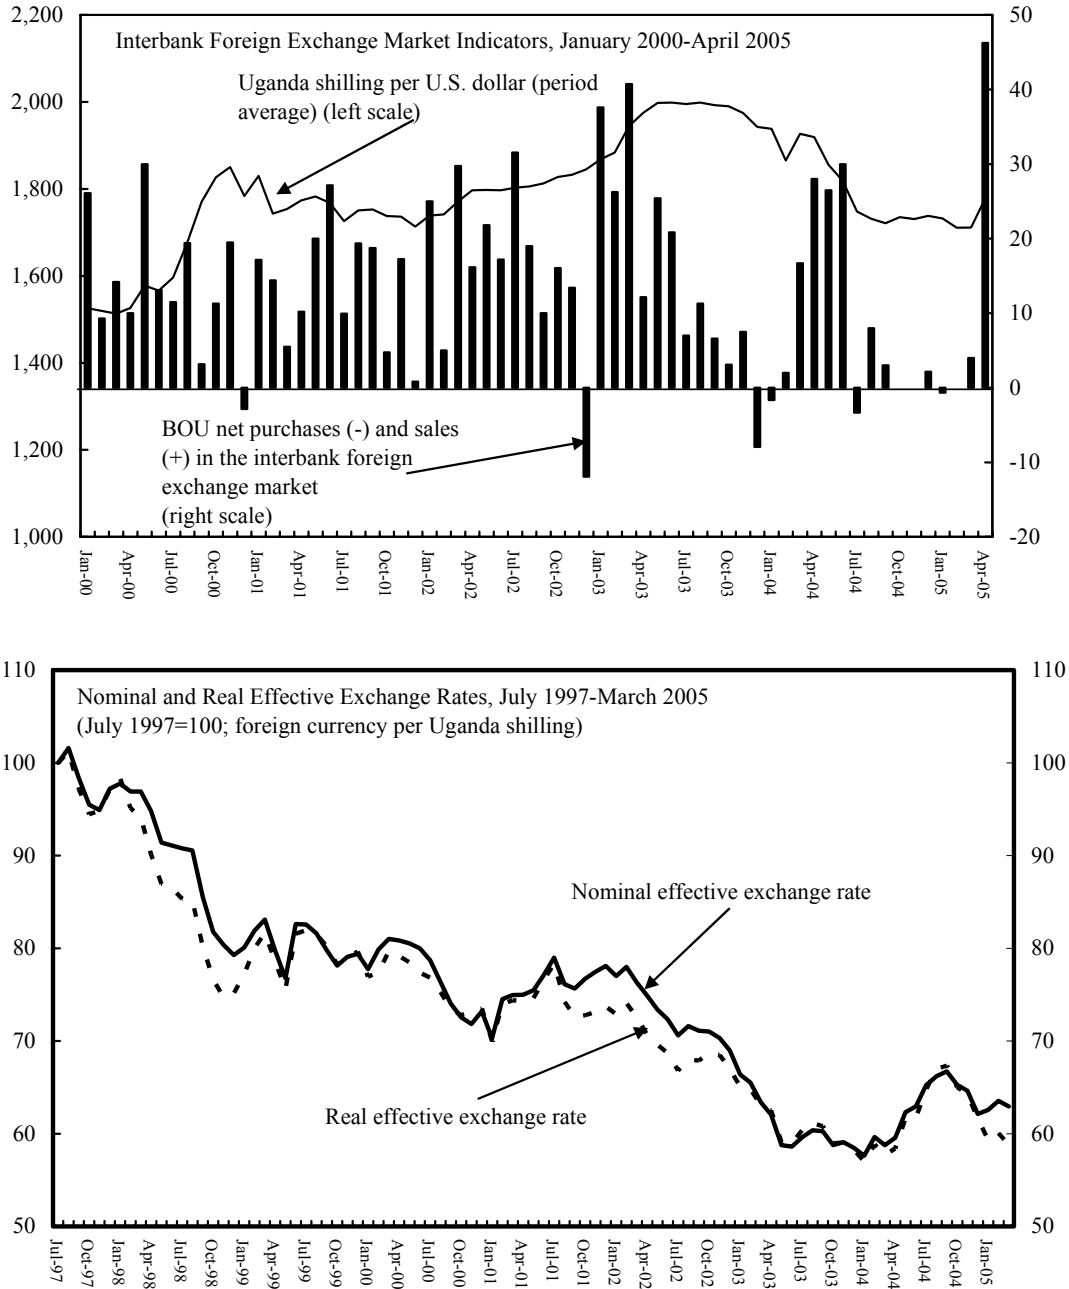 Interbank Foreign Exchange Market Indicators, January 2000-April 2005
Uganda shilling per U.S. dollar (period
average) (left scale)
BOU net purchases (-) and sales
(+) in the interbank foreign
exchange market
(right scale)
2,200
2,000
1,800
1,600
1,400
1,200
1,000
50
40
30
20
10
0
-10
-20
Jan-00
Apr-00
Jul-00
Oct-00
Jan-01
Apr-01
Jul-01
Oct-01
Jan-02
Apr-02
Jul-02
Oct-02
Jan-03
Apr-03
Jul-03
Oct-03
Jan-04
Apr-04
Jul-04
Oct-04
Jan-05
Apr-05
Nominal and Real Effective Exchange Rates, July 1997-March 2005
(July 1997=100; foreign currency per Uganda shilling)
Nominal effective exchange rate
Real effective exchange rate
110
100
90
80
70
60
50
110
100
90
80
70
60
50
Jul-97
Oct-97
Jan-98
Apr-98
Jul-98
Oct-98
Jan-99
Apr-99
Jul-99
Oct-99
Jan-00
Apr-00
Jul-00
Oct-00
Jan-01
Apr-01
Jul-01
Oct-01
Jan-02
Apr-02
Jul-02
Oct-02
Jan-03
Apr-03
Jul-03
Oct-03
Jan-04
Apr-04
Jul-04
Oct-04
Jan-05